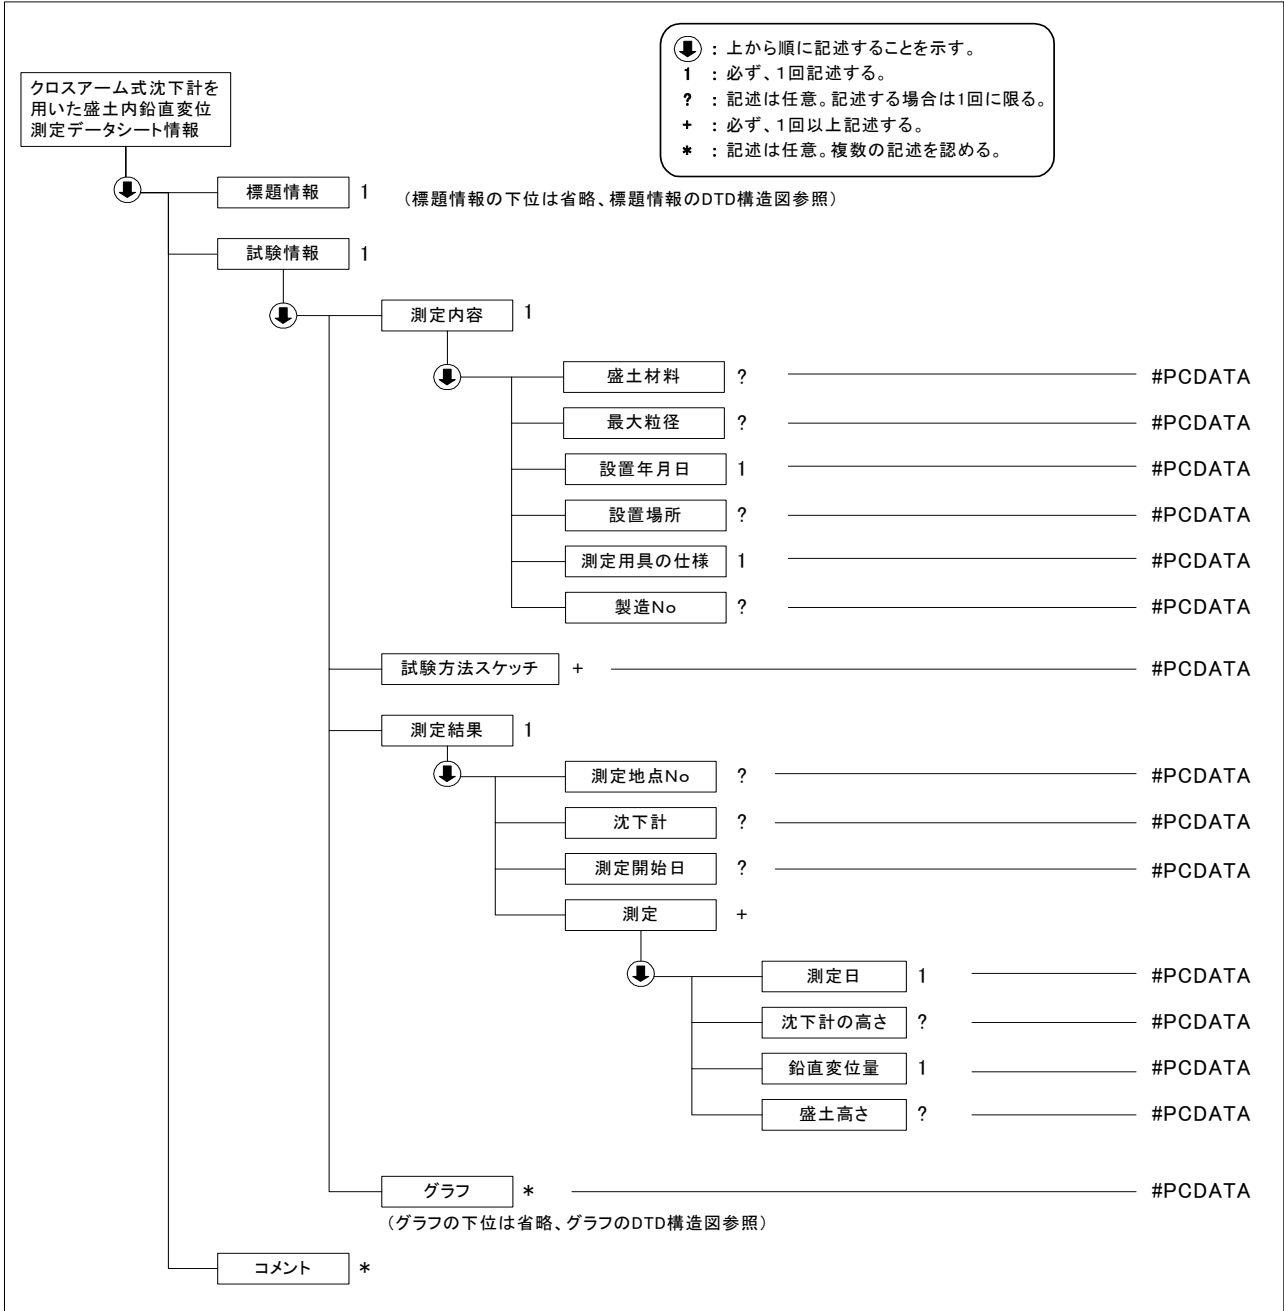 ⬇ : 上から順に記述することを示す。
1 : 必ず、1回記述する。
? : 記述は任意。記述する場合は1回に限る。
+ : 必ず、1回以上記述する。
* : 記述は任意。複数の記述を認める。
クロスアーム式沈下計を
用いた盛土内鉛直変位
測定データシート情報
標題情報 1 (標題情報の下位は省略、標題情報のDTD構造図参照)
試験情報 1
測定内容 1
盛土材料 ? #PCDATA
最大粒径 ? #PCDATA
設置年月日 1 #PCDATA
設置場所 ? #PCDATA
測定用具の仕様 1 #PCDATA
製造No ? #PCDATA
試験方法スケッチ + #PCDATA
測定結果 1
測定地点No ? #PCDATA
沈下計 ? #PCDATA
測定開始日 ? #PCDATA
測定 +
測定日 1 #PCDATA
沈下計の高さ ? #PCDATA
鉛直変位量 1 #PCDATA
盛土高さ ? #PCDATA
グラフ * #PCDATA
(グラフの下位は省略、グラフのDTD構造図参照)
コメント *